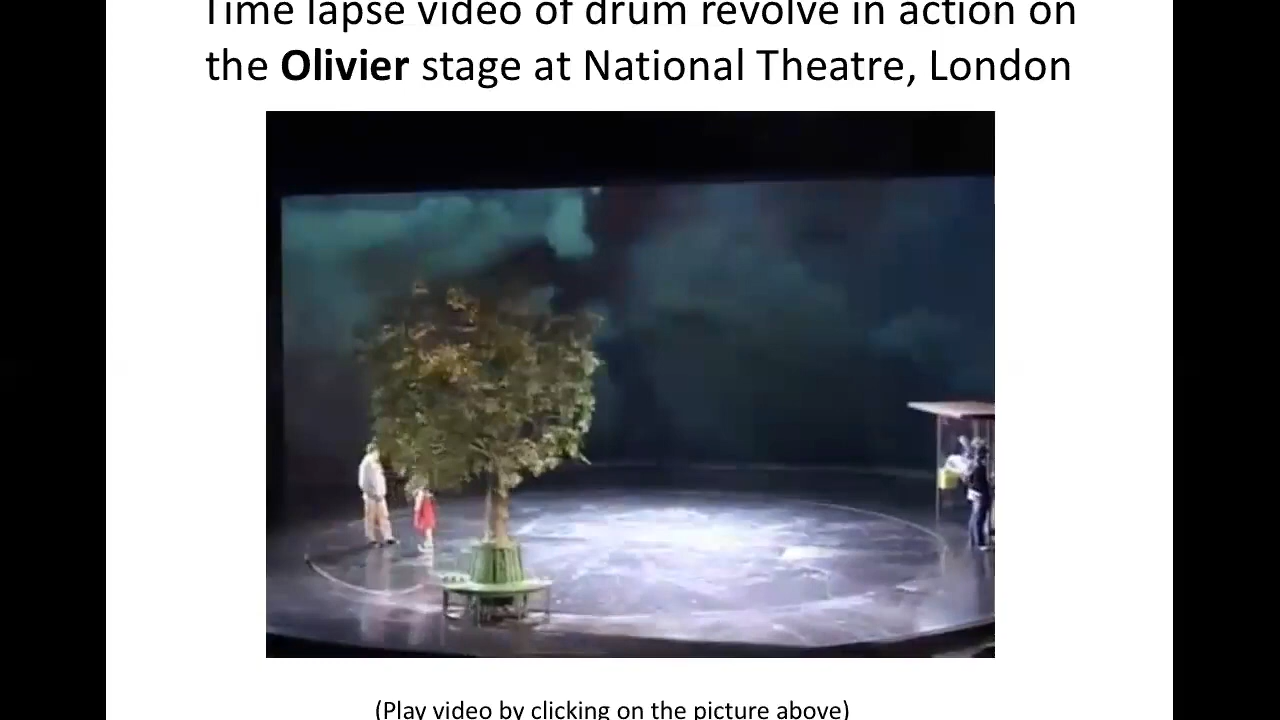 Time lapse video of drum revolve in action on
the Olivier stage at National Theatre, London
(Play video by clicking on the picture above)